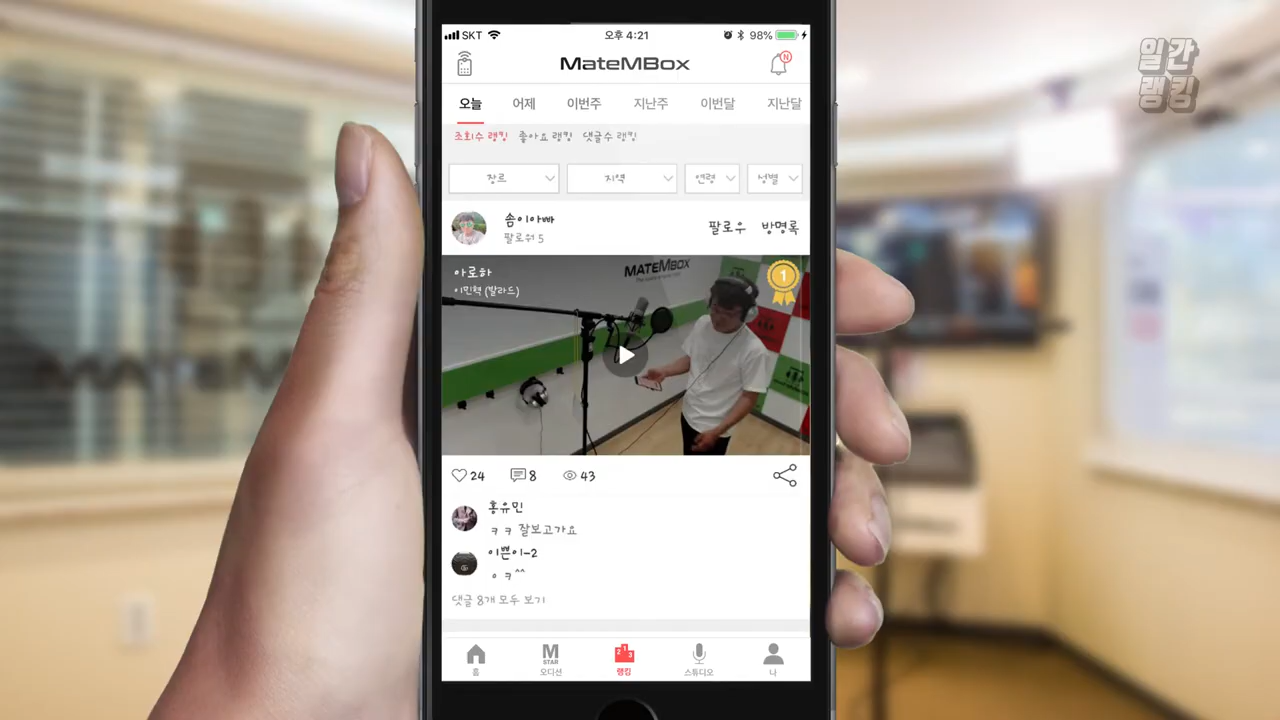 일간
랭킹
SKT 오후 4:21 98%
MateMBox
N
오늘 어제 이번주 지난주 이번달 지난달
조회수 랭킹 좋아요 랭킹 댓글수 랭킹
장르 지역 연령 성별
솜이아빠
팔로워 5
팔로우 방명록
아로하
이민혁 (발라드)
MATEMBOX
1
24 8 43
홍유민
ㅋㅋ 잘보고가요
이쁜이-2
ㅇㅋ^^
댓글 8개 모두 보기
M
STAR
2 1 3
홈 오디션 랭킹 스튜디오 나